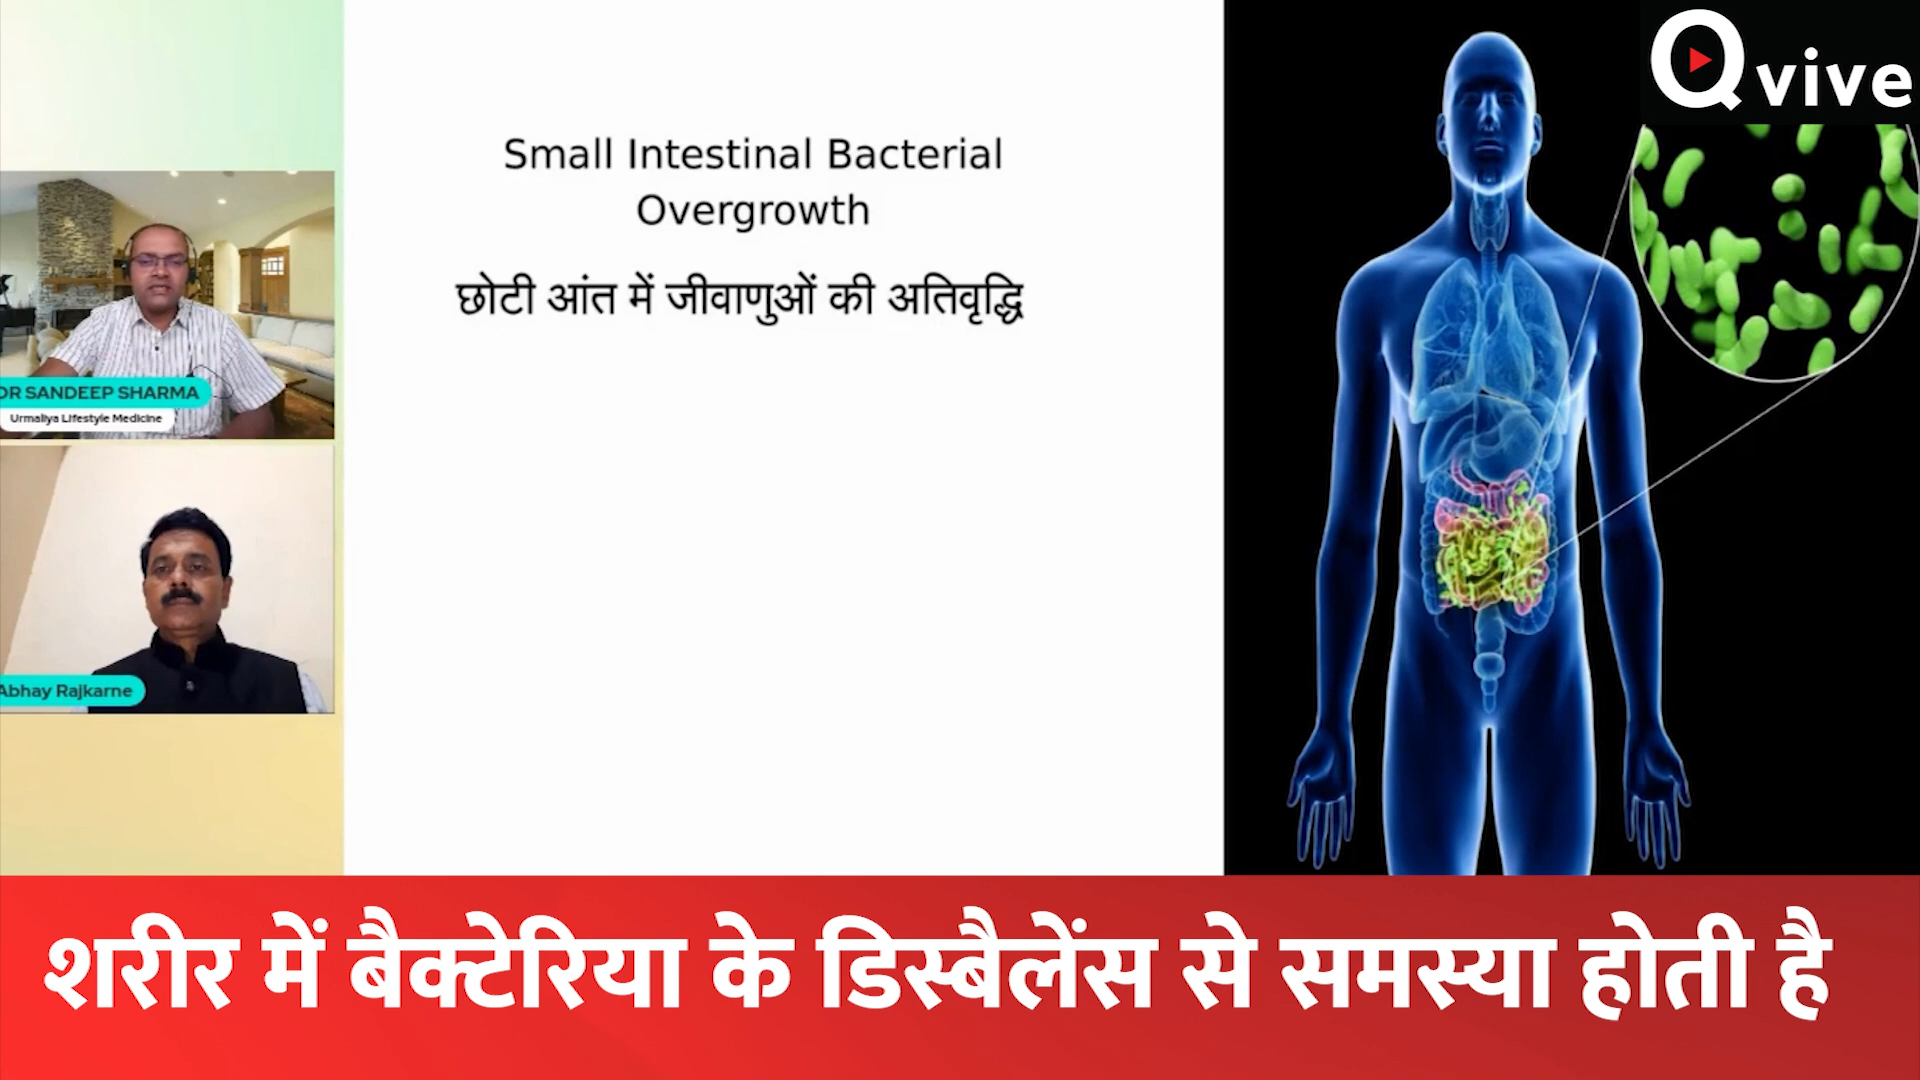 Qvive
Small Intestinal Bacterial
Overgrowth
छोटी आंत में जीवाणुओं की अतिवृद्धि
DR SANDEEP SHARMA
Urmaliya Lifestyle Medicine
Abhay Rajkarne
शरीर में बैक्टेरिया के डिस्बैलेंस से समस्या होती है